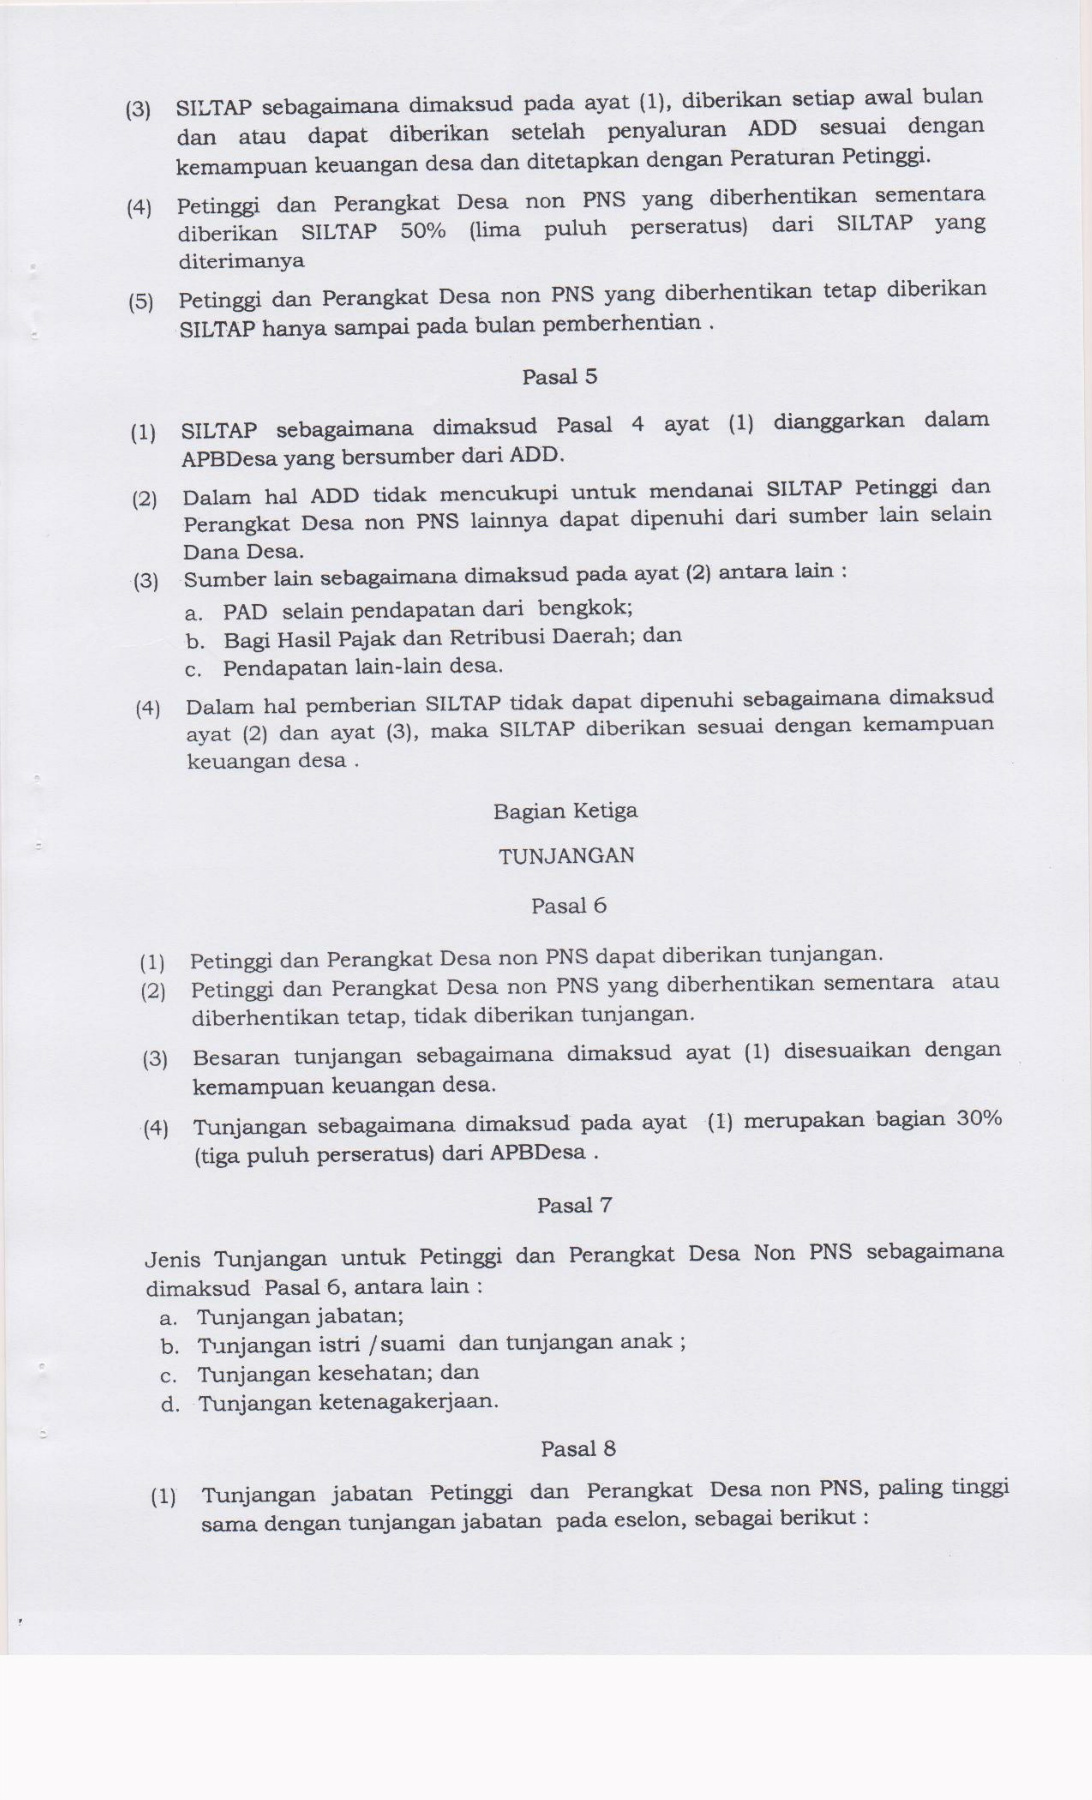 (3) SILTAP sebagaimana dimaksud pada ayat (1), diberikan setiap awal bulan
dan atau dapat diberikan setelah penyaluran ADD sesuai dengan
kemampuan keuangan desa dan ditetapkan dengan Peraturan Petinggi.
(4) Petinggi dan Perangkat Desa non PNS yang diberhentikan sementara
diberikan SILTAP 50% (lima puluh perseratus) dari SILTAP yang
diterimanya
(5) Petinggi dan Perangkat Desa non PNS yang diberhentikan tetap diberikan
SILTAP hanya sampai pada bulan pemberhentian .
Pasal 5
(1) SILTAP sebagaimana dimaksud Pasal 4 ayat (1) dianggarkan dalam
APBDesa yang bersumber dari ADD.
(2) Dalam hal ADD tidak mencukupi untuk mendanai SILTAP Petinggi dan
Perangkat Desa non PNS lainnya dapat dipenuhi dari sumber lain selain
Dana Desa.
(3) Sumber lain sebagaimana dimaksud pada ayat (2) antara lain :
a. PAD selain pendapatan dari bengkok;
b. Bagi Hasil Pajak dan Retribusi Daerah; dan
c. Pendapatan lain-lain desa.
(4) Dalam hal pemberian SILTAP tidak dapat dipenuhi sebagaimana dimaksud
ayat (2) dan ayat (3), maka SILTAP diberikan sesuai dengan kemampuan
keuangan desa .
Bagian Ketiga
TUNJANGAN
Pasal 6
(1) Petinggi dan Perangkat Desa non PNS dapat diberikan tunjangan.
(2) Petinggi dan Perangkat Desa non PNS yang diberhentikan sementara atau
diberhentikan tetap, tidak diberikan tunjangan.
(3) Besaran tunjangan sebagaimana dimaksud ayat (1) disesuaikan dengan
kemampuan keuangan desa.
(4) Tunjangan sebagaimana dimaksud pada ayat (1) merupakan bagian 30%
(tiga puluh perseratus) dari APBDesa .
Pasal 7
Jenis Tunjangan untuk Petinggi dan Perangkat Desa Non PNS sebagaimana
dimaksud Pasal 6, antara lain :
a. Tunjangan jabatan;
b. Tunjangan istri /suami dan tunjangan anak ;
c. Tunjangan kesehatan; dan
d. Tunjangan ketenagakerjaan.
Pasal 8
(1) Tunjangan jabatan Petinggi dan Perangkat Desa non PNS, paling tinggi
sama dengan tunjangan jabatan pada eselon, sebagai berikut :